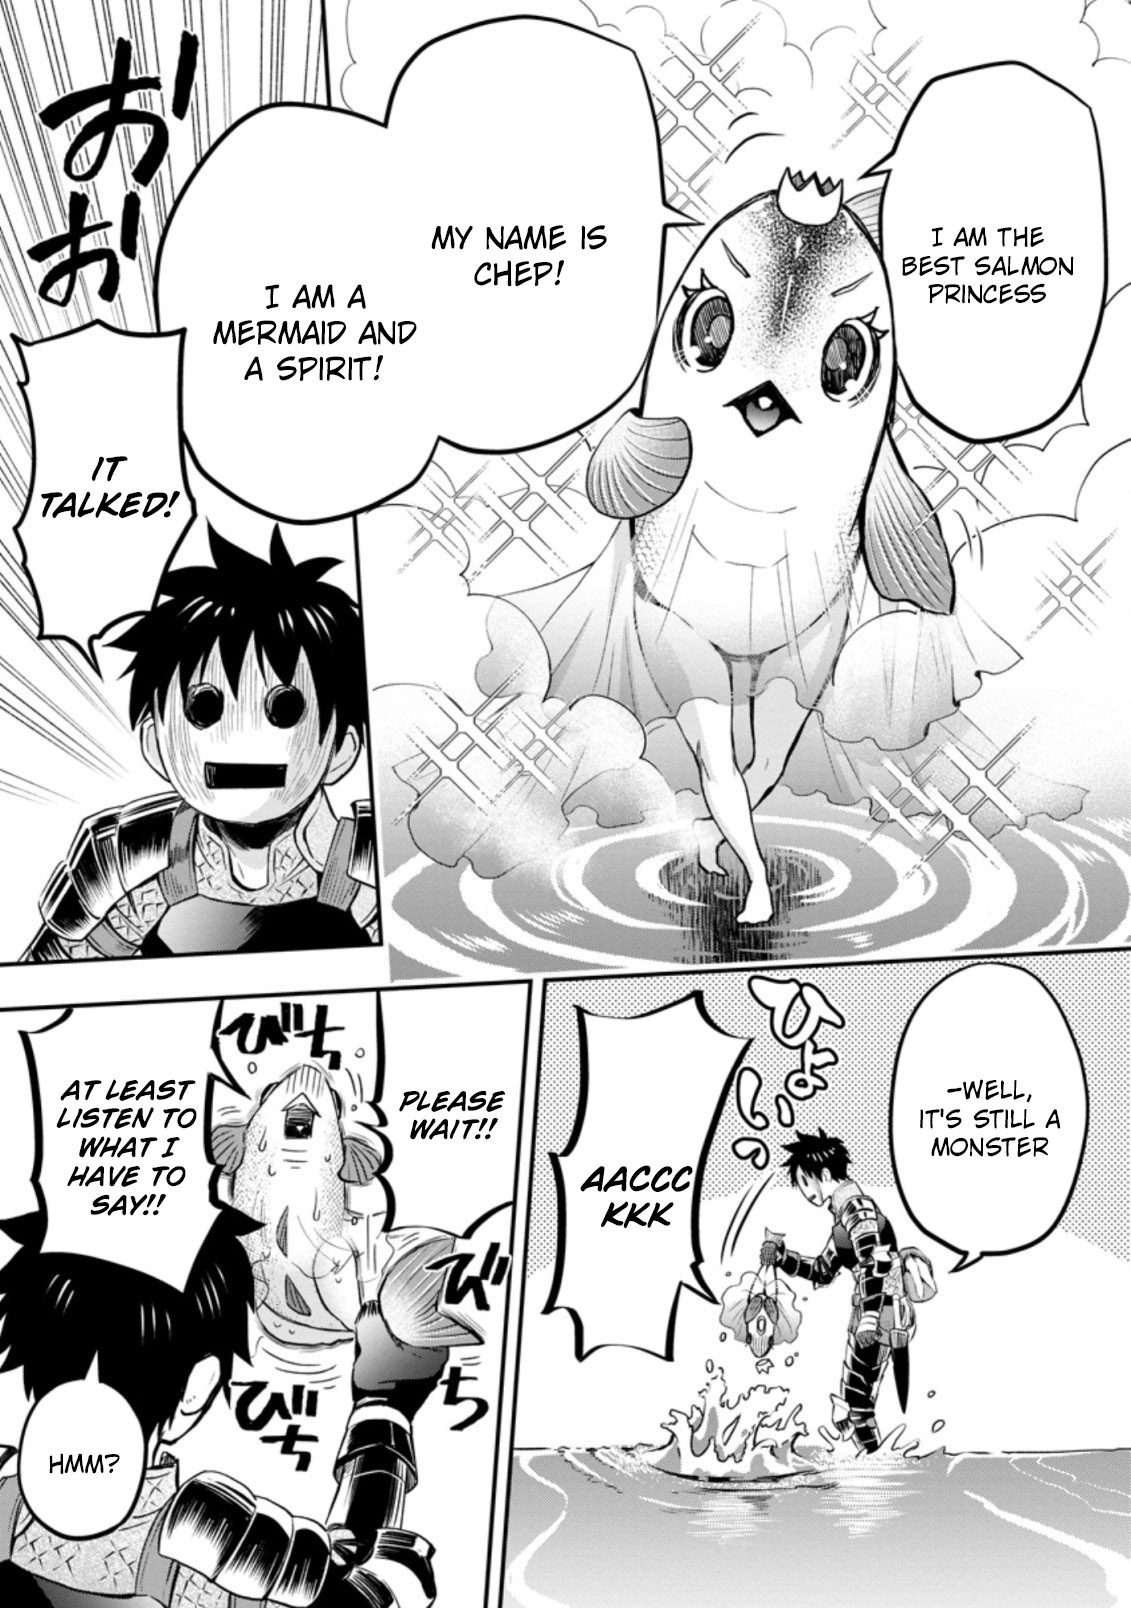 I AM THE
BEST SALMON
PRINCESS
MY NAME IS
CHEP!
I AM A
MERMAID AND
A SPIRIT!
おお
IT
TALKED!
-WELL,
IT'S STILL A
MONSTER
ひょい
AACCC
KKK
PLEASE
WAIT!!
びち
AT LEAST
LISTEN TO
WHAT I
HAVE TO
SAY!!
びち
びち
HMM?